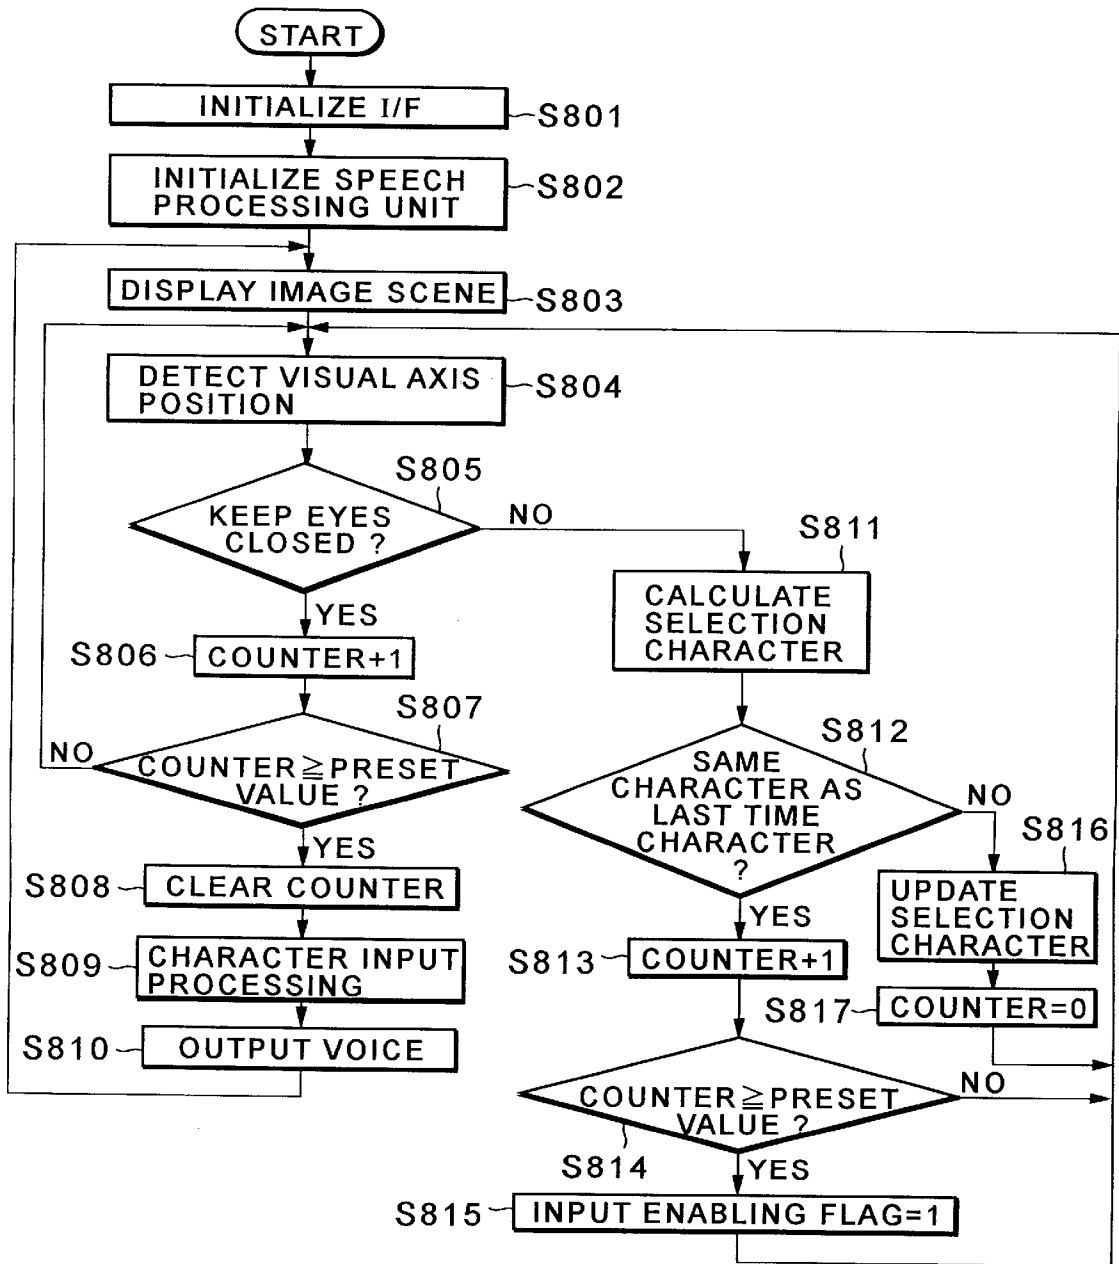 START
INITIALIZE I/F
S801
INITIALIZE SPEECH
PROCESSING UNIT
S802
DISPLAY IMAGE SCENE
S803
DETECT VISUAL AXIS
POSITION
S804
S805
KEEP EYES
CLOSED ?
NO
YES
S806
COUNTER+1
S807
NO
COUNTER≧PRESET
VALUE ?
YES
S808
CLEAR COUNTER
S809
CHARACTER INPUT
PROCESSING
S810
OUTPUT VOICE
S811
CALCULATE
SELECTION
CHARACTER
S812
SAME
CHARACTER AS
LAST TIME
CHARACTER
?
NO
YES
S816
UPDATE
SELECTION
CHARACTER
S813
COUNTER+1
S817
COUNTER=0
COUNTER≧PRESET
VALUE ?
NO
S814
YES
S815
INPUT ENABLING FLAG=1